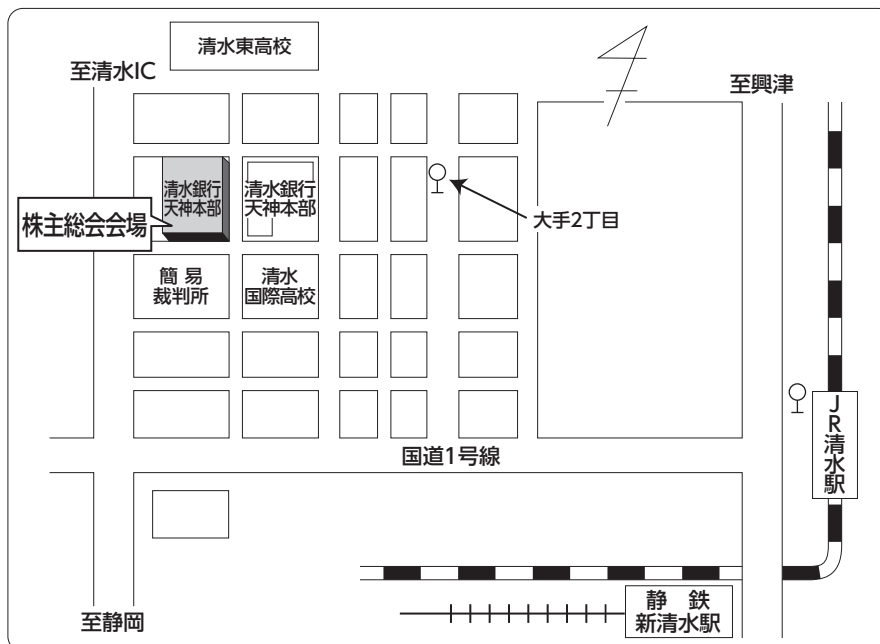 清水東高校
至清水IC
至興津
清水銀行
天神本部
清水銀行
天神本部
株主総会会場
大手2丁目
簡易
裁判所
清水
国際高校
JR清水駅
国道1号線
静鉄
新清水駅
至静岡